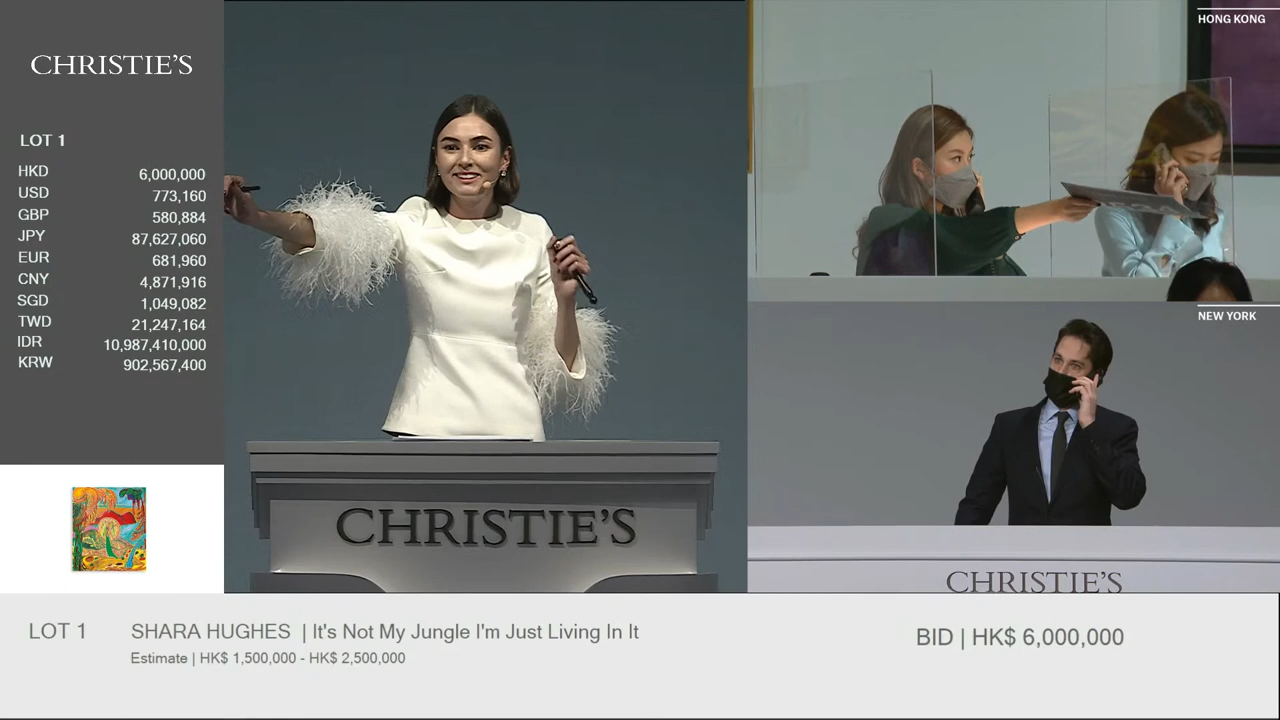 CHRISTIE'S
LOT 1
HKD 6,000,000
USD 773,160
GBP 580,884
JPY 87,627,060
EUR 681,960
CNY 4,871,916
SGD 1,049,082
TWD 21,247,164
IDR 10,987,410,000
KRW 902,567,400
CHRISTIE'S
HONG KONG
NEW YORK
CHRISTIE'S
LOT 1 SHARA HUGHES | It's Not My Jungle I'm Just Living In It
Estimate | HK$ 1,500,000 - HK$ 2,500,000
BID | HK$ 6,000,000